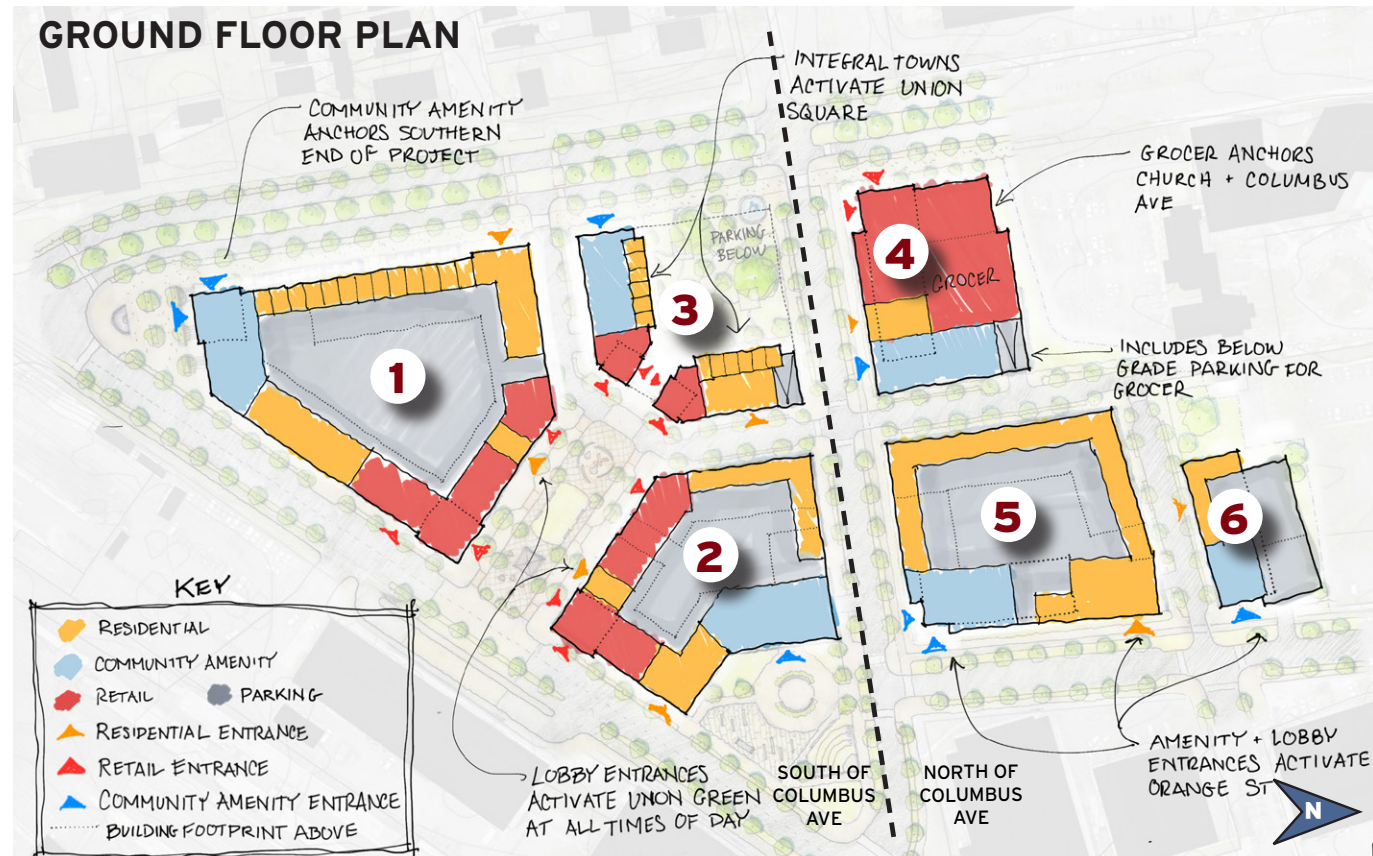 GROUND FLOOR PLAN
COMMUNITY AMENITY
ANCHORS SOUTHERN
END OF PROJECT
INTEGRAL TOWNS
ACTIVATE UNION
SQUARE
GROCER ANCHORS
CHURCH + COLUMBUS
AVE
PARKING
BELOW
4
GROCER
3
1
INCLUDES BELOW
GRADE PARKING FOR
GROCER
2
5
6
KEY
RESIDENTIAL
COMMUNITY AMENITY
RETAIL
PARKING
RESIDENTIAL ENTRANCE
RETAIL ENTRANCE
COMMUNITY AMENITY ENTRANCE
BUILDING FOOTPRINT ABOVE
LOBBY ENTRANCES
ACTIVATE UNION GREEN
AT ALL TIMES OF DAY
SOUTH OF
COLUMBUS
AVE
NORTH OF
COLUMBUS
AVE
AMENITY + LOBBY
ENTRANCES ACTIVATE
ORANGE ST
N